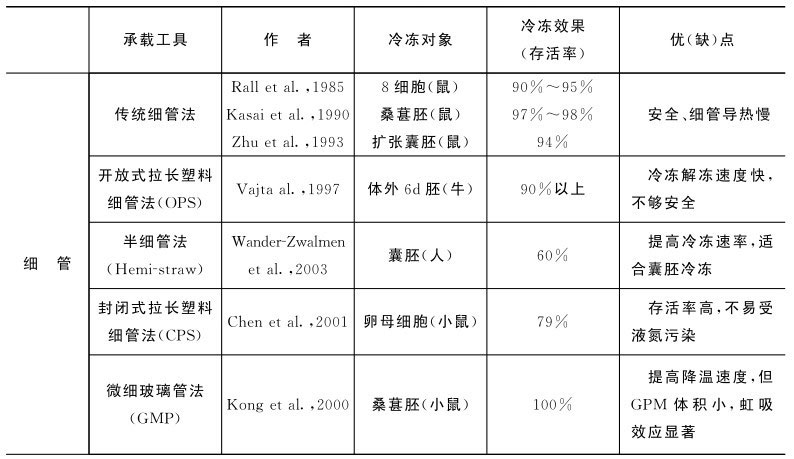 承载工具 作 者 冷冻对象 冷冻效果(存活率) 优(缺)点
细 管
传统细管法
Rall et al.,1985 8细胞(鼠) 90%~95%
Kasai et al.,1990 桑葚胚(鼠) 97%~98%
Zhu et al.,1993 扩张囊胚(鼠) 94%
安全、细管导热慢
开放式拉长塑料
细管法(OPS)
Vajta al.,1997 体外6d胚(牛) 90%以上
冷冻解冻速度快,
不够安全
半细管法
(Hemi-straw)
Wander-Zwalmen
et al.,2003
囊胚(人) 60%
提高冷冻速率,适
合囊胚冷冻
封闭式拉长塑料
细管法(CPS)
Chen et al.,2001 卵母细胞(小鼠) 79%
存活率高,不易受
液氮污染
微细玻璃管法
(GMP)
Kong et al.,2000 桑葚胚(小鼠) 100%
提高降温速度,但
GPM体积小,虹吸
效应显著